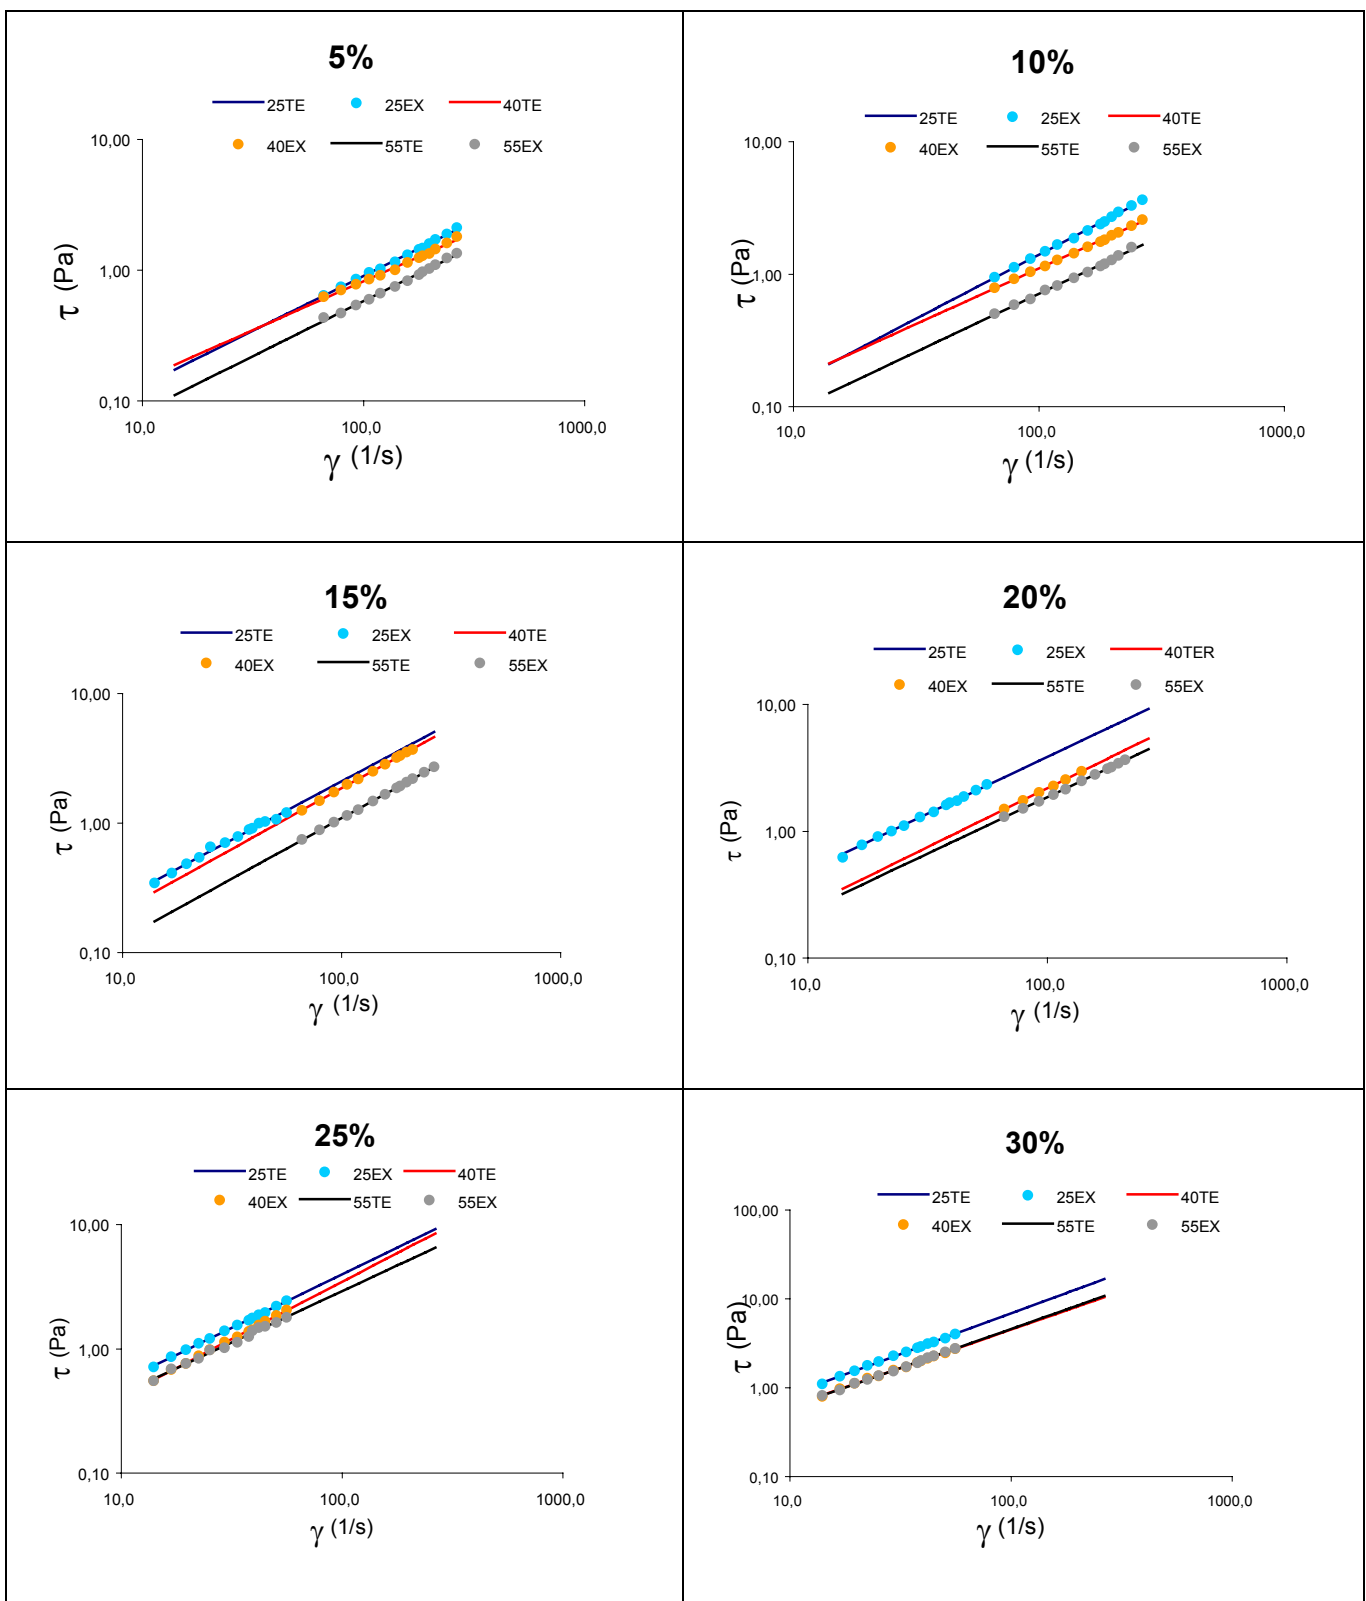 5%
25TE 25EX 40TE
40EX 55TE 55EX
10,00
1,00
0,10
10,0 100,0 1000,0
τ (Pa)
γ (1/s)
10%
25TE 25EX 40TE
40EX 55TE 55EX
10,00
1,00
0,10
10,0 100,0 1000,0
τ (Pa)
γ (1/s)
15%
25TE 25EX 40TE
40EX 55TE 55EX
10,00
1,00
0,10
10,0 100,0 1000,0
τ (Pa)
γ (1/s)
20%
25TE 25EX 40TER
40EX 55TE 55EX
10,00
1,00
0,10
10,0 100,0 1000,0
τ (Pa)
γ (1/s)
25%
25TE 25EX 40TE
40EX 55TE 55EX
10,00
1,00
0,10
10,0 100,0 1000,0
τ (Pa)
γ (1/s)
30%
25TE 25EX 40TE
40EX 55TE 55EX
100,00
10,00
1,00
0,10
10,0 100,0 1000,0
τ (Pa)
γ (1/s)